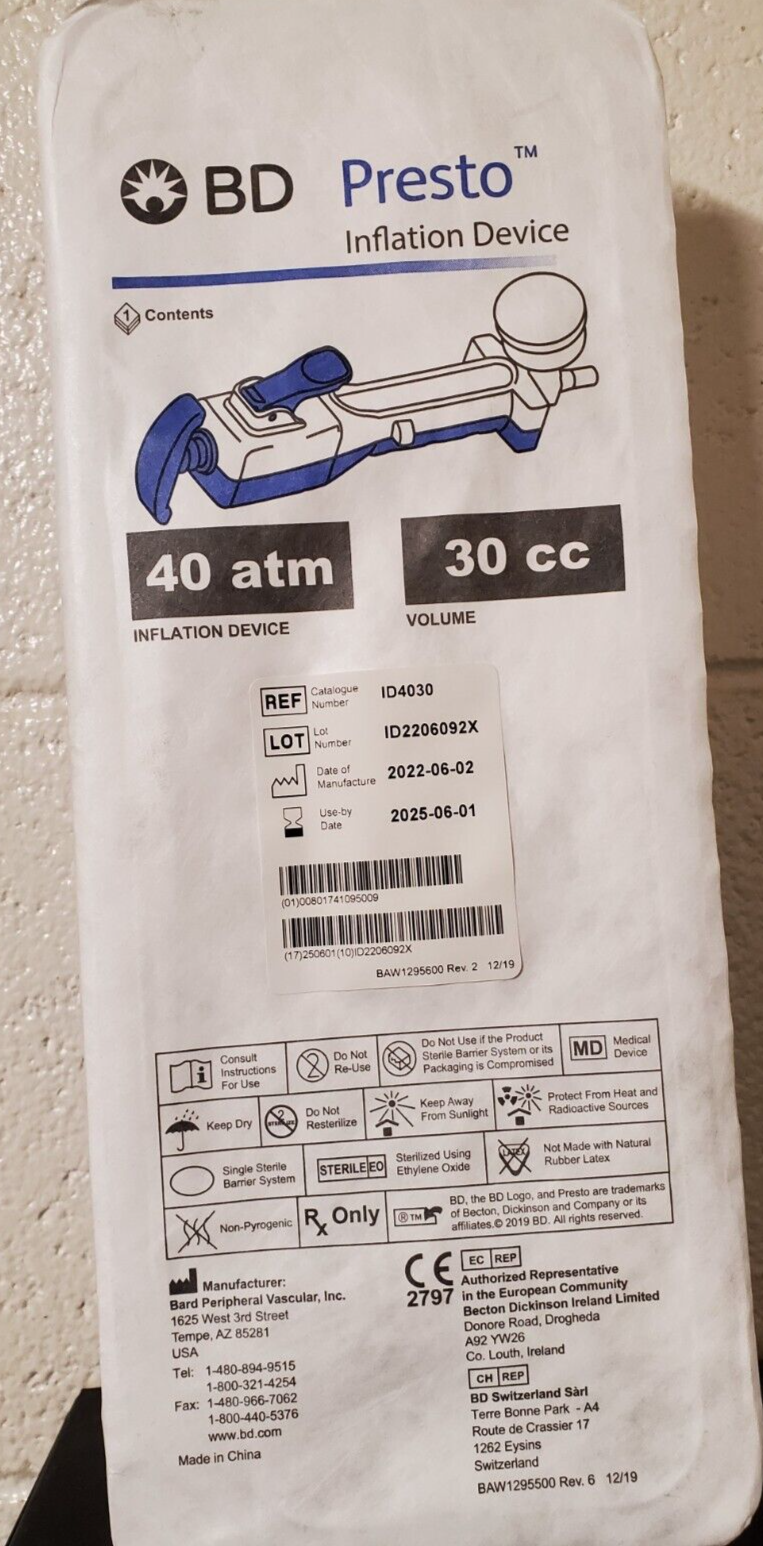 BD Presto™
Inflation Device
1 Contents
40 atm
INFLATION DEVICE
30 cc
VOLUME
REF Catalogue Number ID4030
LOT Lot Number ID2206092X
Date of Manufacture 2022-06-02
Use-by Date 2025-06-01
(01)00801741095009
(17)250601(10)ID2206092X
BAW1295600 Rev. 2 12/19
i Consult
Instructions
For Use
2 Do Not
Re-Use
Do Not Use if the Product
Sterile Barrier System or its
Packaging is Compromised
MD Medical
Device
Keep Dry
2 STERILIZE Do Not
Resterilize
Keep Away
From Sunlight
Protect From Heat and
Radioactive Sources
Single Sterile
Barrier System
STERILE EO Sterilized Using
Ethylene Oxide
LATEX Not Made with Natural
Rubber Latex
Non-Pyrogenic
Rx Only
® TM BD, the BD Logo, and Presto are trademarks
of Becton, Dickinson and Company or its
affiliates.© 2019 BD. All rights reserved.
Manufacturer:
Bard Peripheral Vascular, Inc.
1625 West 3rd Street
Tempe, AZ 85281
USA
Tel: 1-480-894-9515
1-800-321-4254
Fax: 1-480-966-7062
1-800-440-5376
www.bd.com
Made in China
CE
2797
EC REP
Authorized Representative
in the European Community
Becton Dickinson Ireland Limited
Donore Road, Drogheda
A92 YW26
Co. Louth, Ireland
CH REP
BD Switzerland Sàrl
Terre Bonne Park - A4
Route de Crassier 17
1262 Eysins
Switzerland
BAW1295500 Rev. 6 12/19